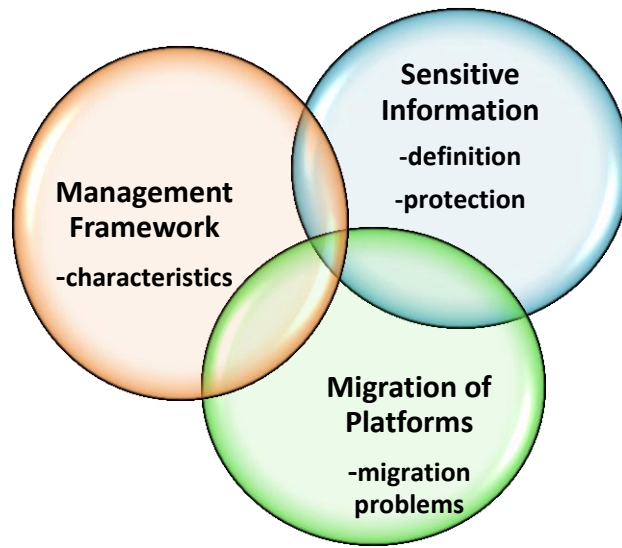 Sensitive
Information
-definition
-protection
Management
Framework
-characteristics
Migration of
Platforms
-migration
problems